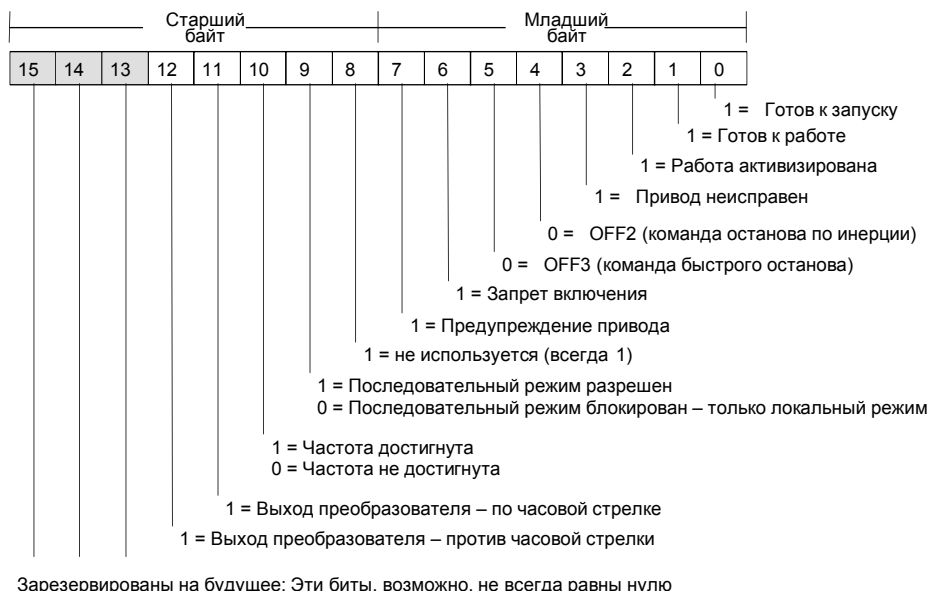 Старший байт
Младший байт
15 14 13 12 11 10 9 8 7 6 5 4 3 2 1 0
1 = Готов к запуску
1 = Готов к работе
1 = Работа активизирована
1 = Привод неисправен
0 = OFF2 (команда останова по инерции)
0 = OFF3 (команда быстрого останова)
1 = Запрет включения
1 = Предупреждение привода
1 = не используется (всегда 1)
1 = Последовательный режим разрешен
0 = Последовательный режим блокирован – только локальный режим
1 = Частота достигнута
0 = Частота не достигнута
1 = Выход преобразователя – по часовой стрелке
1 = Выход преобразователя – против часовой стрелки
Зарезервированы на будущее: Эти биты, возможно, не всегда равны нулю